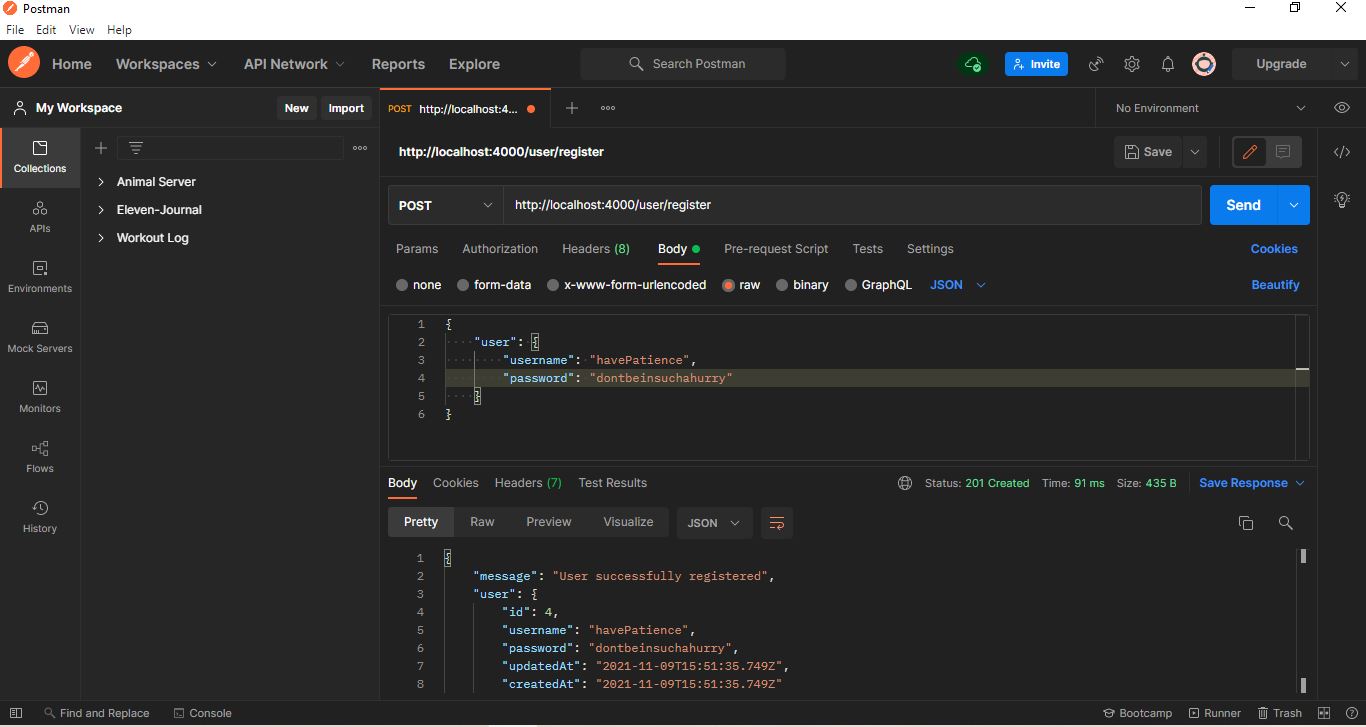 Postman
File Edit View Help
Home Workspaces API Network Reports Explore Search Postman Invite Upgrade
My Workspace New Import POST http://localhost:4... No Environment
http://localhost:4000/user/register Save
Collections
Animal Server
Eleven-Journal
Workout Log
APIs
Environments
Mock Servers
Monitors
Flows
History
POST http://localhost:4000/user/register Send
Params Authorization Headers (8) Body Pre-request Script Tests Settings Cookies
none form-data x-www-form-urlencoded raw binary GraphQL JSON Beautify
1 {
2 ····"user":·{
3 ········"username":·"havePatience",
4 ········"password":·"dontbeinsuchahurry"
5 ····}
6 }
Body Cookies Headers (7) Test Results Status: 201 Created Time: 91 ms Size: 435 B Save Response
Pretty Raw Preview Visualize JSON
1 {
2 "message": "User successfully registered",
3 "user": {
4 "id": 4,
5 "username": "havePatience",
6 "password": "dontbeinsuchahurry",
7 "updatedAt": "2021-11-09T15:51:35.749Z",
8 "createdAt": "2021-11-09T15:51:35.749Z"
Find and Replace Console Bootcamp Runner Trash